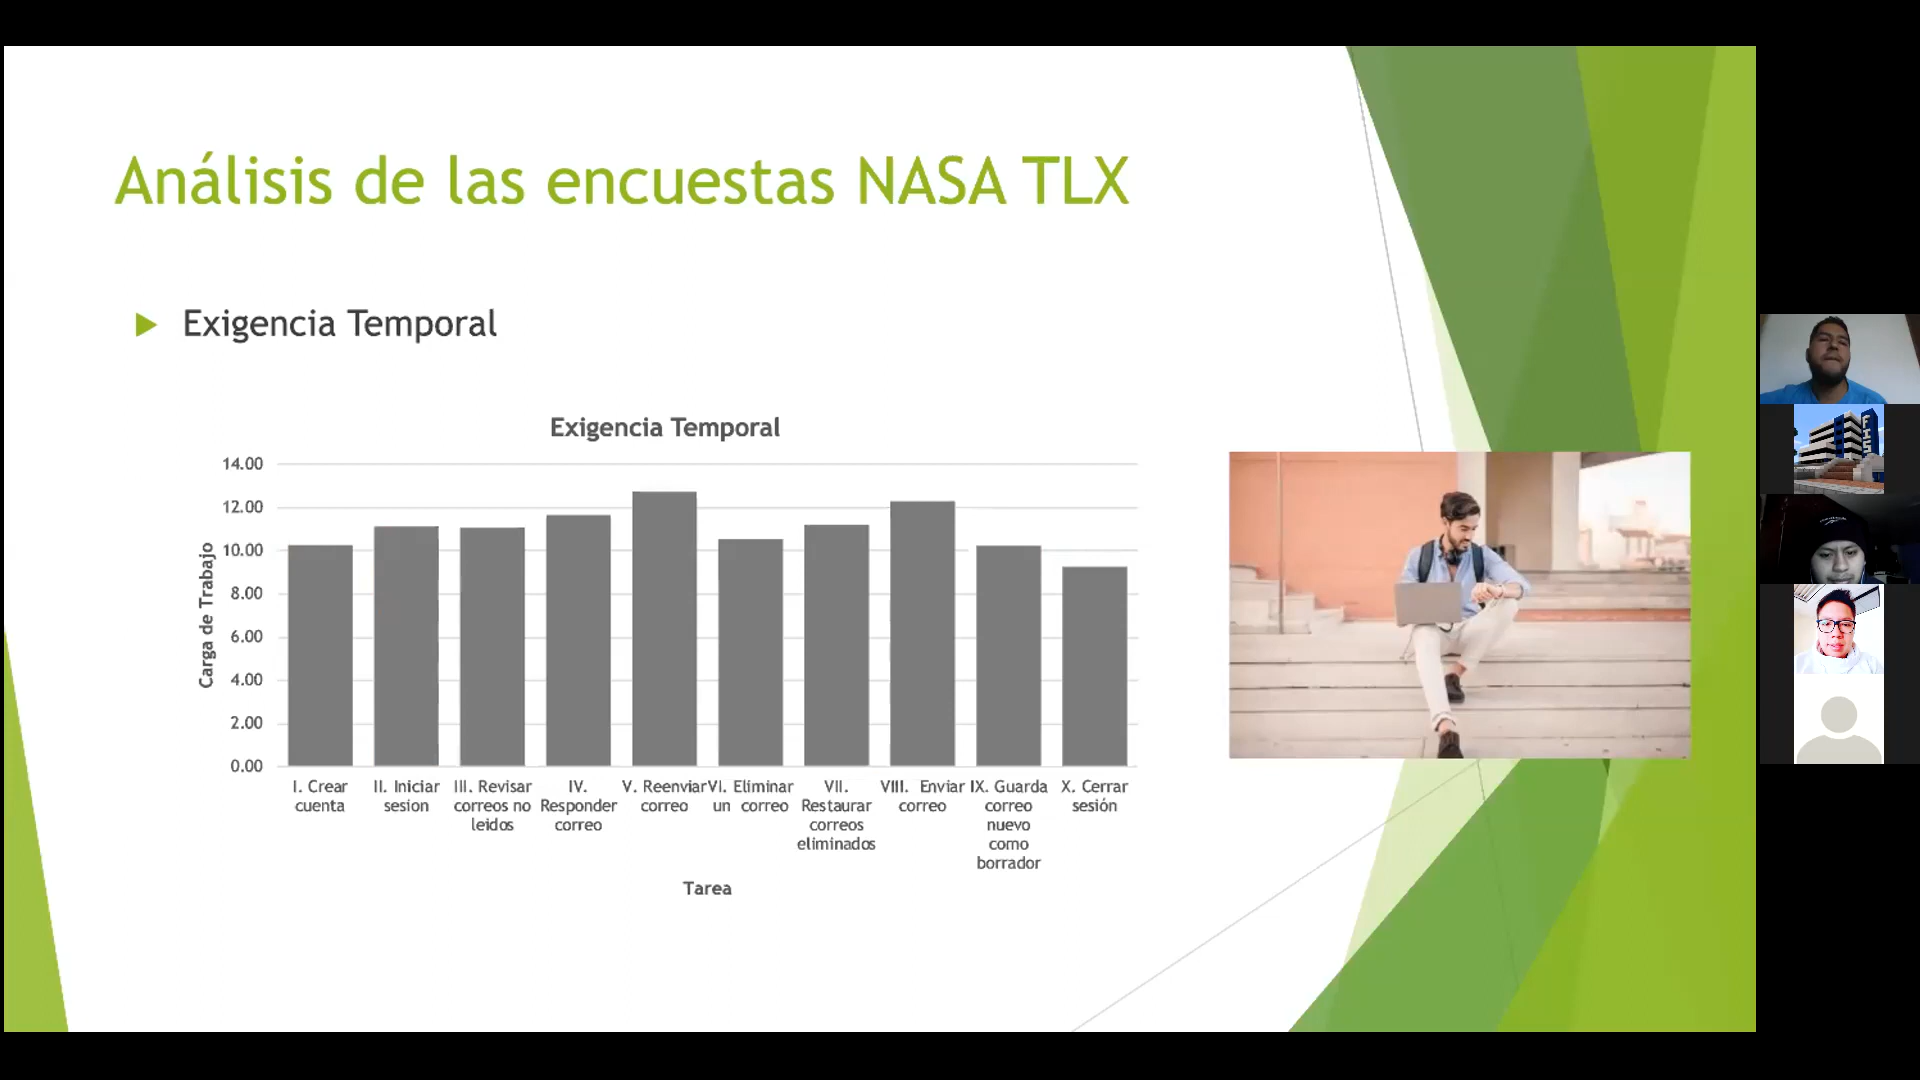 Análisis de las encuestas NASA TLX
Exigencia Temporal
Exigencia Temporal
Carga de Trabajo
14.00
12.00
10.00
8.00
6.00
4.00
2.00
0.00
I. Crear
cuenta
II. Iniciar
sesion
III. Revisar
correos no
leidos
IV.
Responder
correo
V. Reenviar
correo
VI. Eliminar
un correo
VII.
Restaurar
correos
eliminados
VIII. Enviar
correo
IX. Guarda
correo
nuevo
como
borrador
X. Cerrar
sesión
Tarea